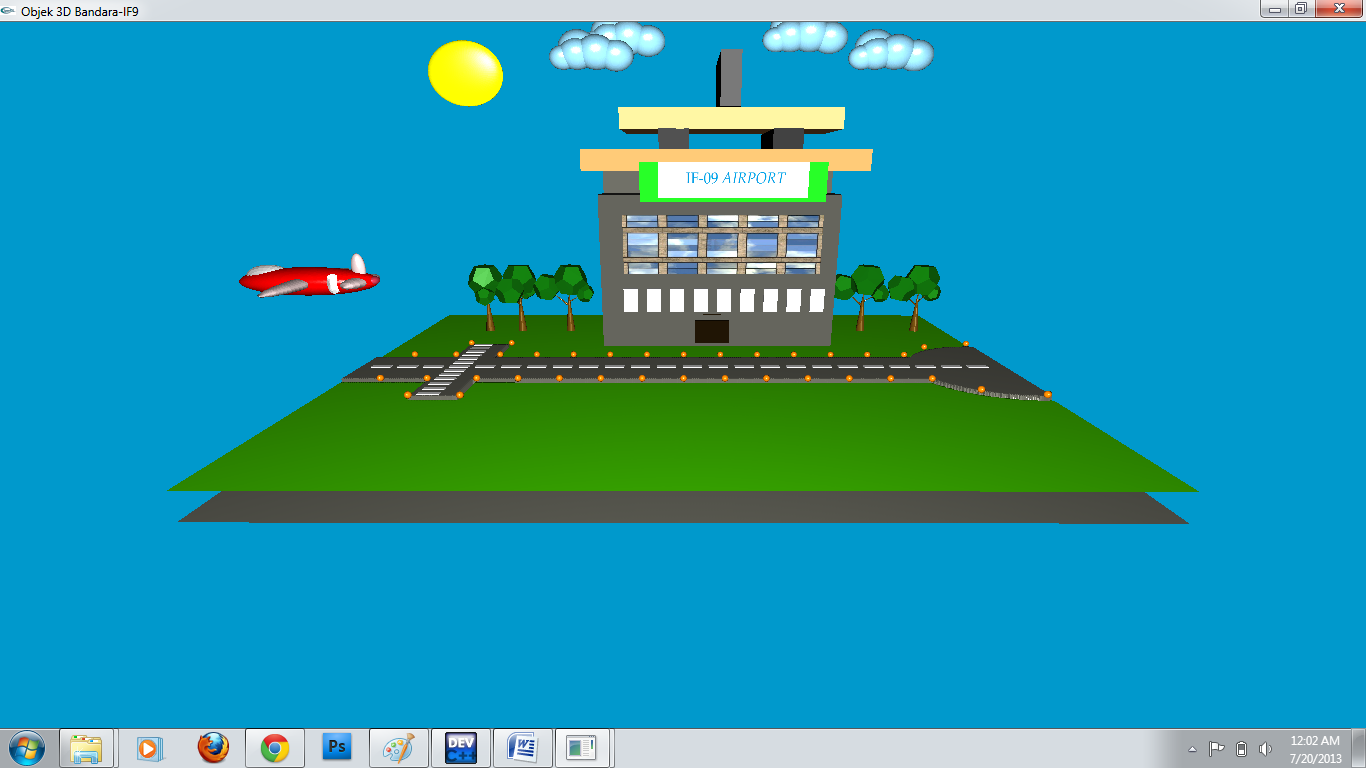 Objek 3D Bandara-IF9
IF-09 AIRPORT
Ps
DEV
C++
W
12:02 AM
7/20/2013